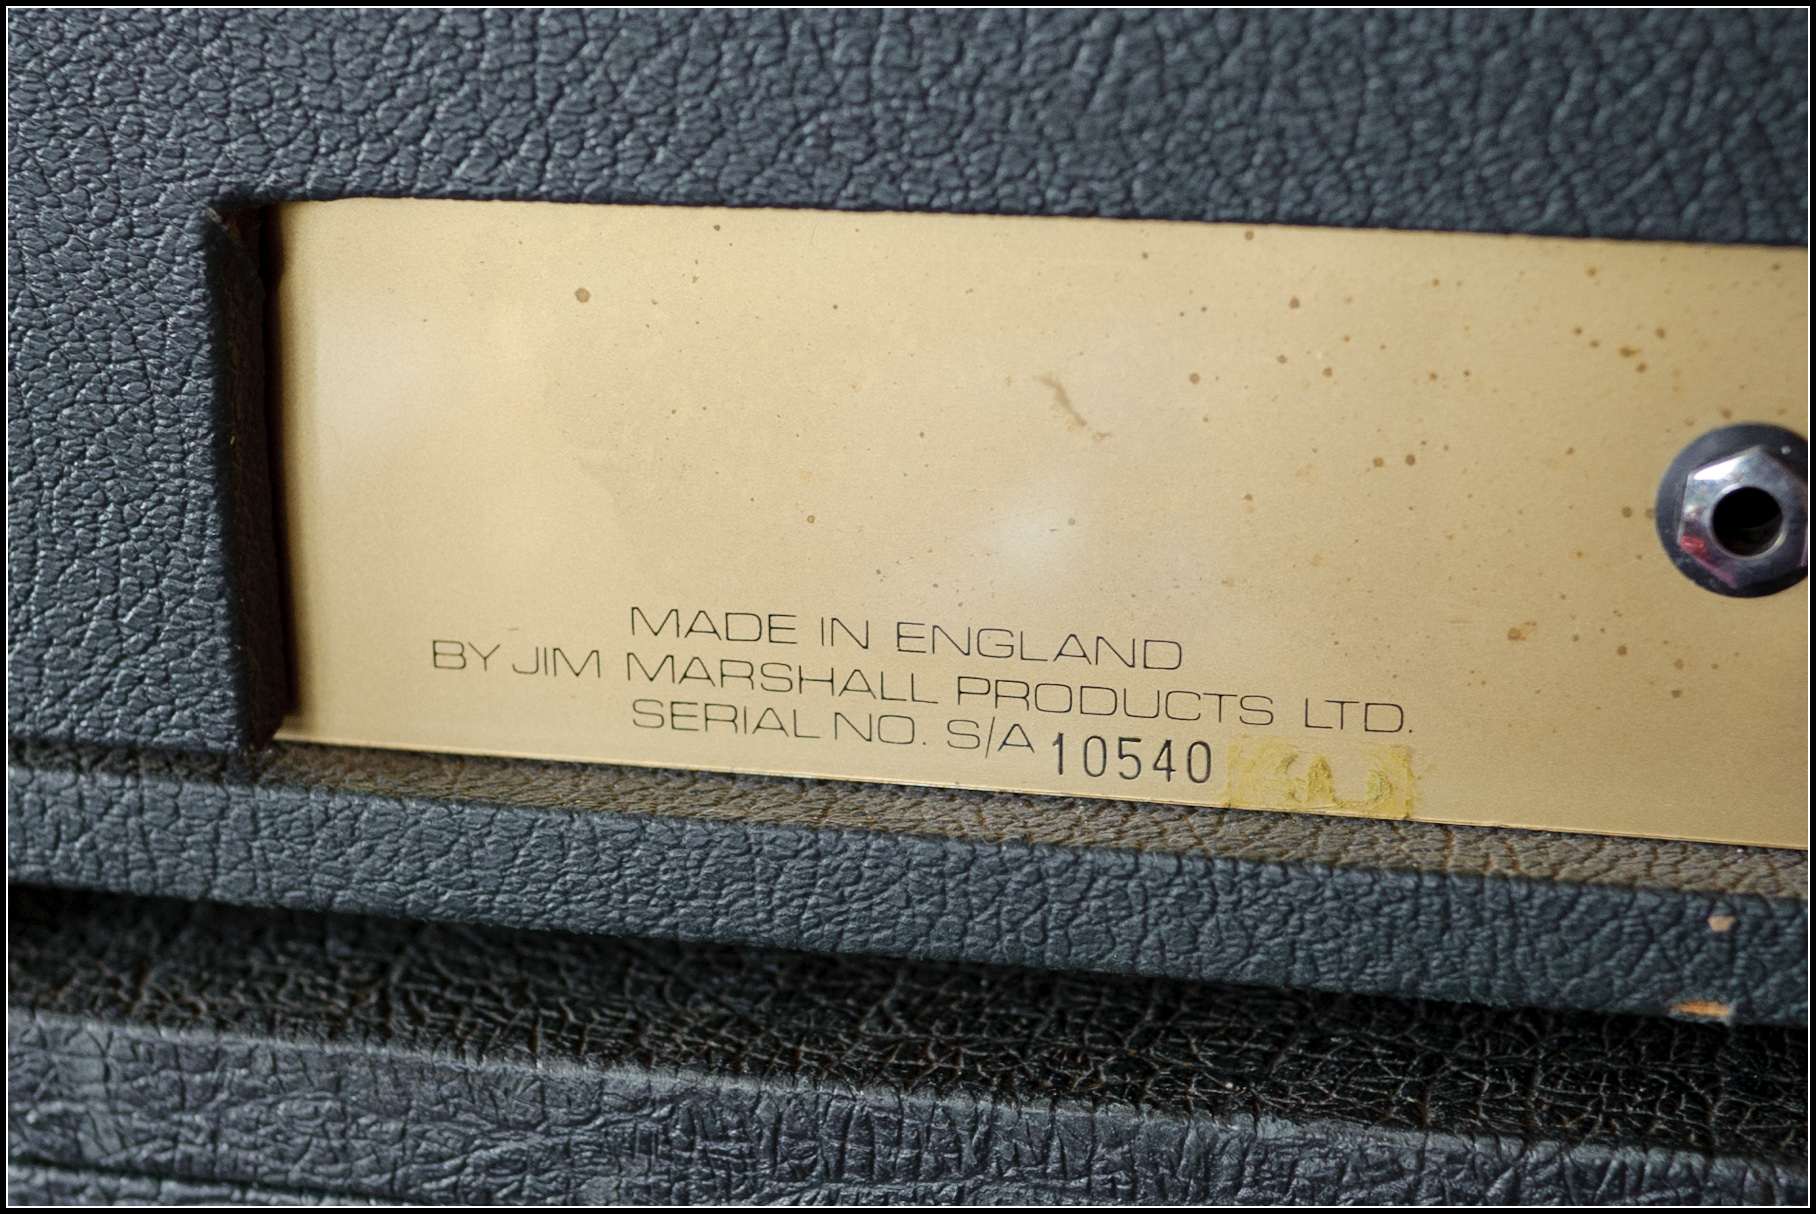 MADE IN ENGLAND
BY JIM MARSHALL PRODUCTS LTD.
SERIAL NO. S/A 10540